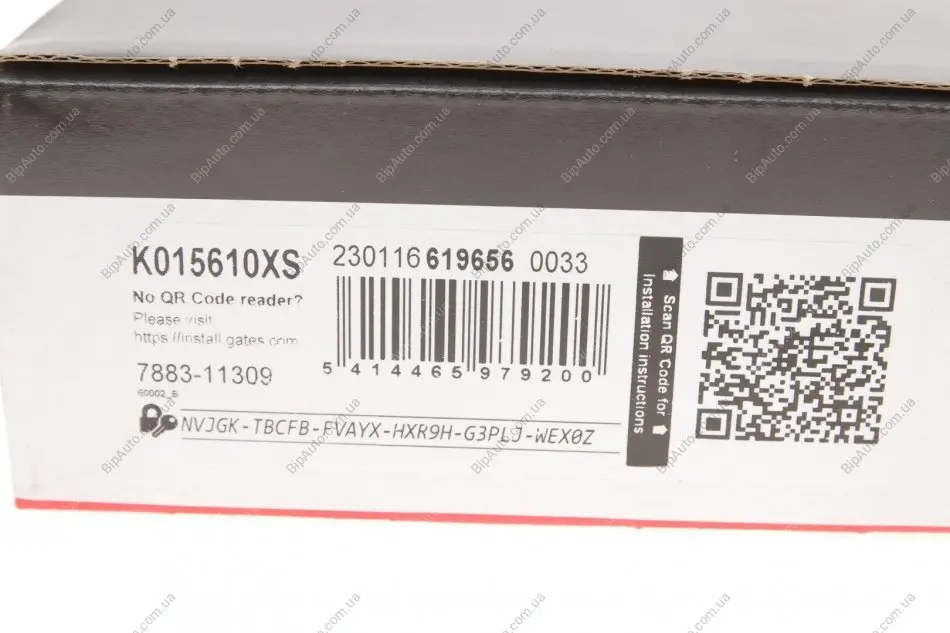 K015610XS
230116 619656 0033
No QR Code reader?
Please visit
https://install.gates.com
5 414465 979200
7883-11309
60002_6
NVJGK-TBCFB-FVAYX-HXR9H-G3PLJ-WEX0Z
Scan QR Code for
installation instructions
BipAuto.com.ua